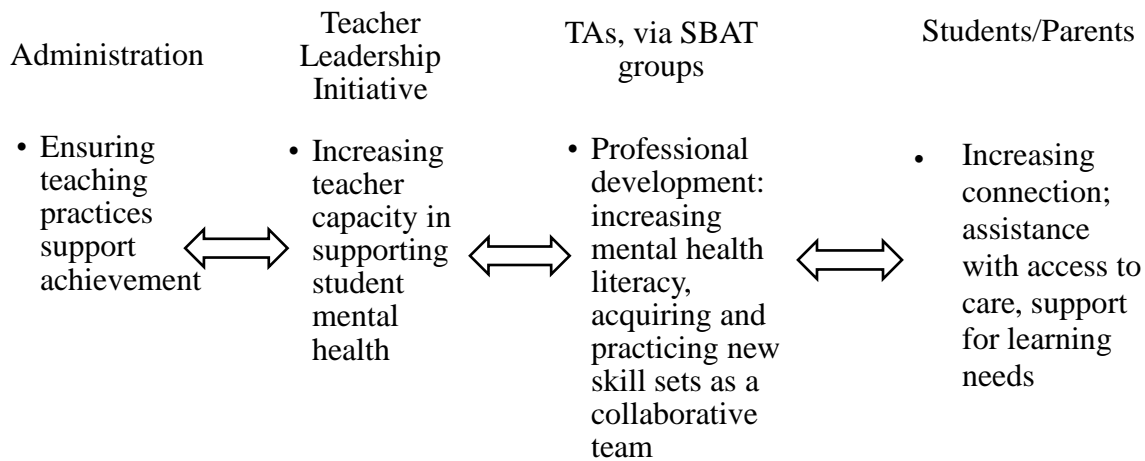 Administration
Teacher
Leadership
Initiative
TAs, via SBAT
groups
Students/Parents
• Ensuring
teaching
practices
support
achievement
• Increasing
teacher
capacity in
supporting
student
mental
health
• Professional
development:
increasing
mental health
literacy,
acquiring and
practicing new
skill sets as a
collaborative
team
• Increasing
connection;
assistance
with access to
care, support
for learning
needs